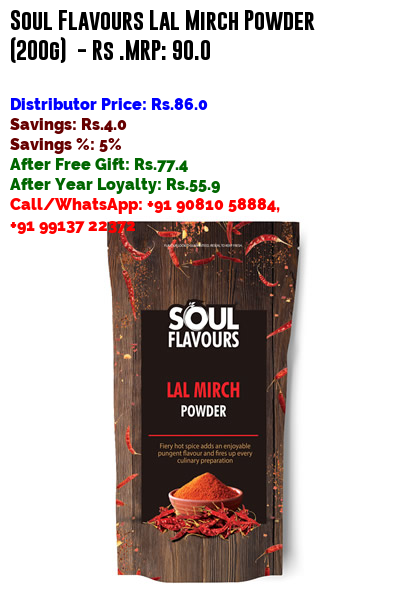 Soul Flavours Lal Mirch Powder
(200g) - Rs .MRP: 90.0
Distributor Price: Rs.86.0
Savings: Rs.4.0
Savings %: 5%
After Free Gift: Rs.77.4
After Year Loyalty: Rs.55.9
Call/WhatsApp: +91 90810 58884,
+91 99137 22372
SOUL
FLAVOURS
LAL MIRCH
POWDER
Fiery hot spice adds an enjoyable
pungent flavour and fires up every
culinary preparation